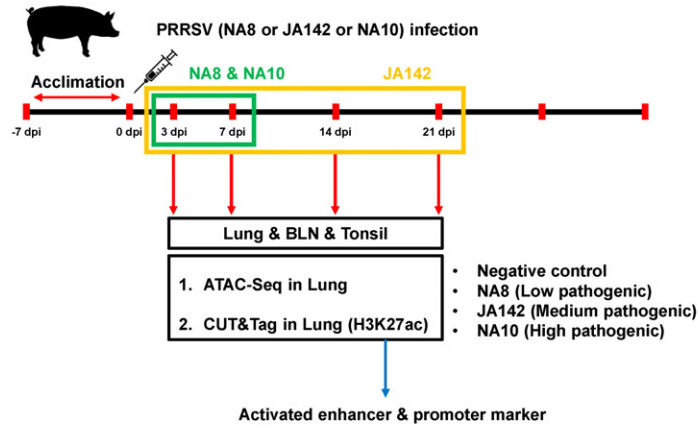 PRRSV (NA8 or JA142 or NA10) infection
Acclimation
NA8 & NA10
JA142
-7 dpi
0 dpi
3 dpi
7 dpi
14 dpi
21 dpi
Lung & BLN & Tonsil
1. ATAC-Seq in Lung
2. CUT&Tag in Lung (H3K27ac)
• Negative control
• NA8 (Low pathogenic)
• JA142 (Medium pathogenic)
• NA10 (High pathogenic)
Activated enhancer & promoter marker